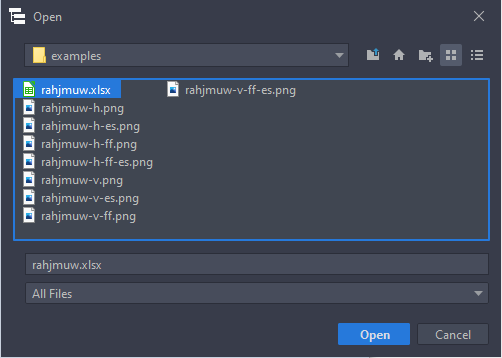 Open
examples
rahjmuw.xlsx
rahjmuw-h.png
rahjmuw-h-es.png
rahjmuw-h-ff.png
rahjmuw-h-ff-es.png
rahjmuw-v.png
rahjmuw-v-es.png
rahjmuw-v-ff.png
rahjmuw-v-ff-es.png
rahjmuw.xlsx
All Files
Open
Cancel